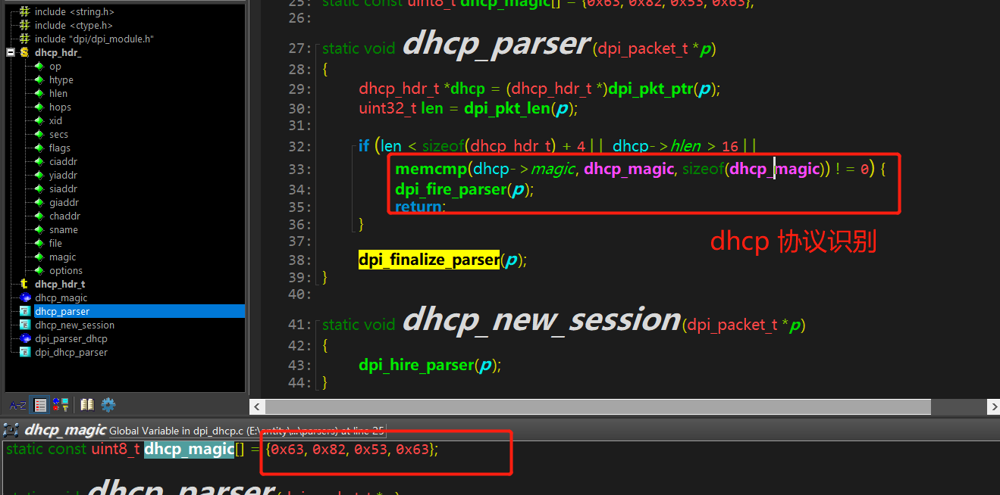 include <string.h>
include <ctype.h>
include "dpi/dpi_module.h"
dhcp_hdr_
op
htype
hlen
hops
xid
secs
flags
ciaddr
yiaddr
siaddr
giaddr
chaddr
sname
file
magic
options
dhcp_hdr_t
dhcp_magic
dhcp_parser
dhcp_new_session
dpi_parser_dhcp
dpi_dhcp_parser
25: static const uint8_t dhcp_magic[] = {0x63, 0x82, 0x53, 0x63};
26:
27: static void dhcp_parser(dpi_packet_t *p)
28: {
29: dhcp_hdr_t *dhcp = (dhcp_hdr_t *)dpi_pkt_ptr(p);
30: uint32_t len = dpi_pkt_len(p);
31:
32: if (len < sizeof(dhcp_hdr_t) + 4 || dhcp->hlen > 16 ||
33: memcmp(dhcp->magic, dhcp_magic, sizeof(dhcp_magic)) != 0) {
34: dpi_fire_parser(p);
35: return;
36: }
37:
38: dpi_finalize_parser(p);
39: }
40:
41: static void dhcp_new_session(dpi_packet_t *p)
42: {
43: dpi_hire_parser(p);
44: }
dhcp 协议识别
A-Z
dhcp_magic Global Variable in dpi_dhcp.c (E:\entity\...\parsers) at line 25
static const uint8_t dhcp_magic[] = {0x63, 0x82, 0x53, 0x63};
static void dhcp_parser(dpi_packet_t *p)